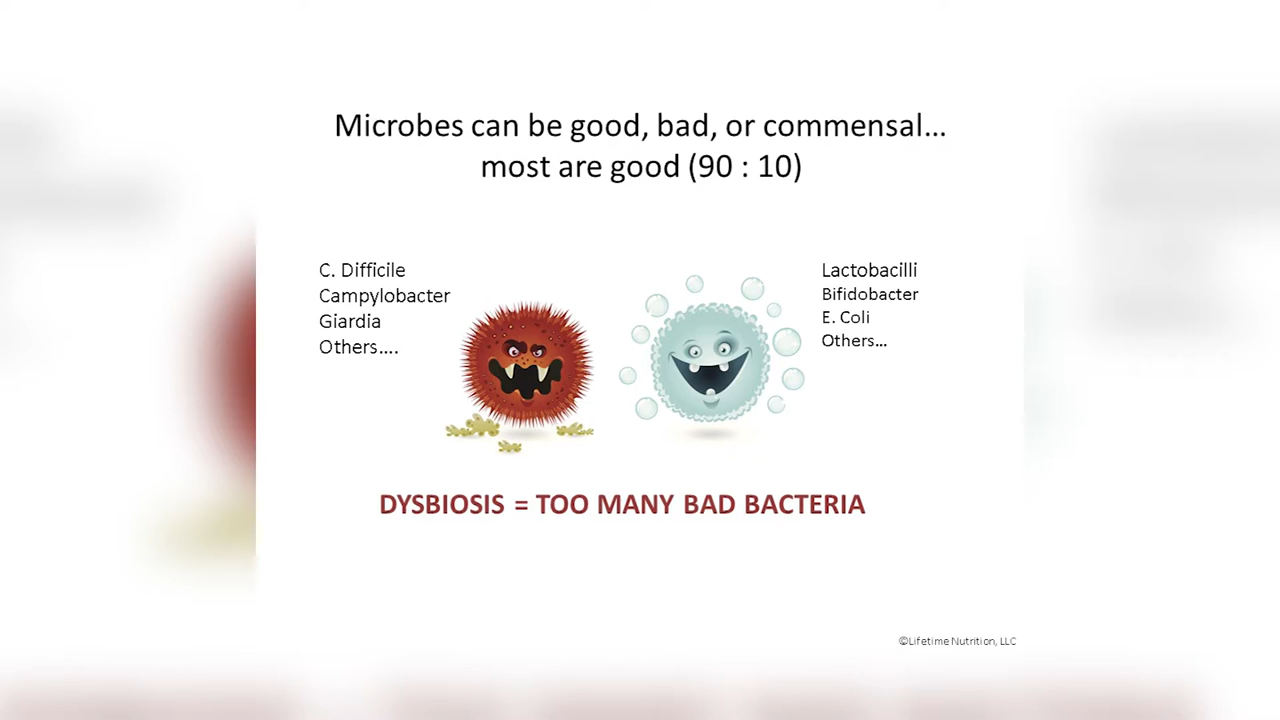 Microbes can be good, bad, or commensal...
most are good (90 : 10)
C. Difficile
Campylobacter
Giardia
Others....
Lactobacilli
Bifidobacter
E. Coli
Others...
DYSBIOSIS = TOO MANY BAD BACTERIA
©Lifetime Nutrition, LLC